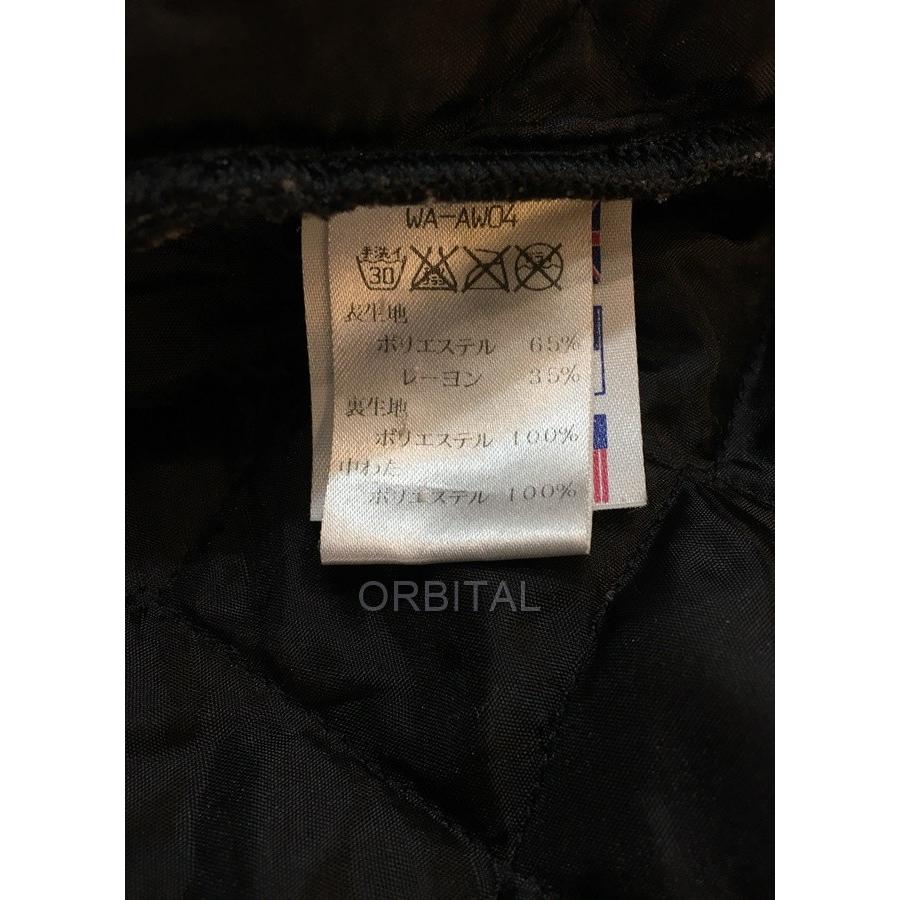 WA-AW04
手洗イ
30
表生地
ポリエステル 65%
レーヨン 35%
裏生地
ポリエステル 100%
中わた
ポリエステル 100%
ORBITAL